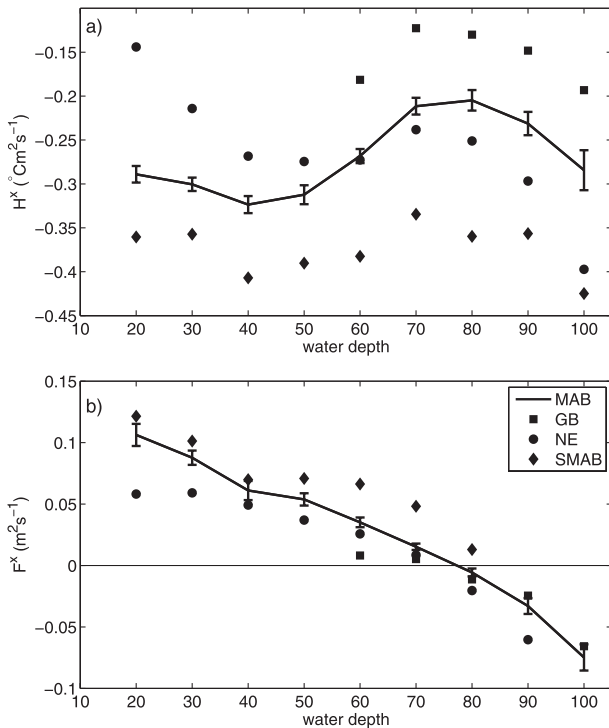 a)
-0.15
-0.2
-0.25
-0.3
-0.35
-0.4
-0.45
Hˣ (°Cm²s⁻¹)
10 20 30 40 50 60 70 80 90 100
water depth
b)
0.15
0.1
0.05
0
-0.05
-0.1
Fˣ (m²s⁻¹)
MAB
GB
NE
SMAB
10 20 30 40 50 60 70 80 90 100
water depth